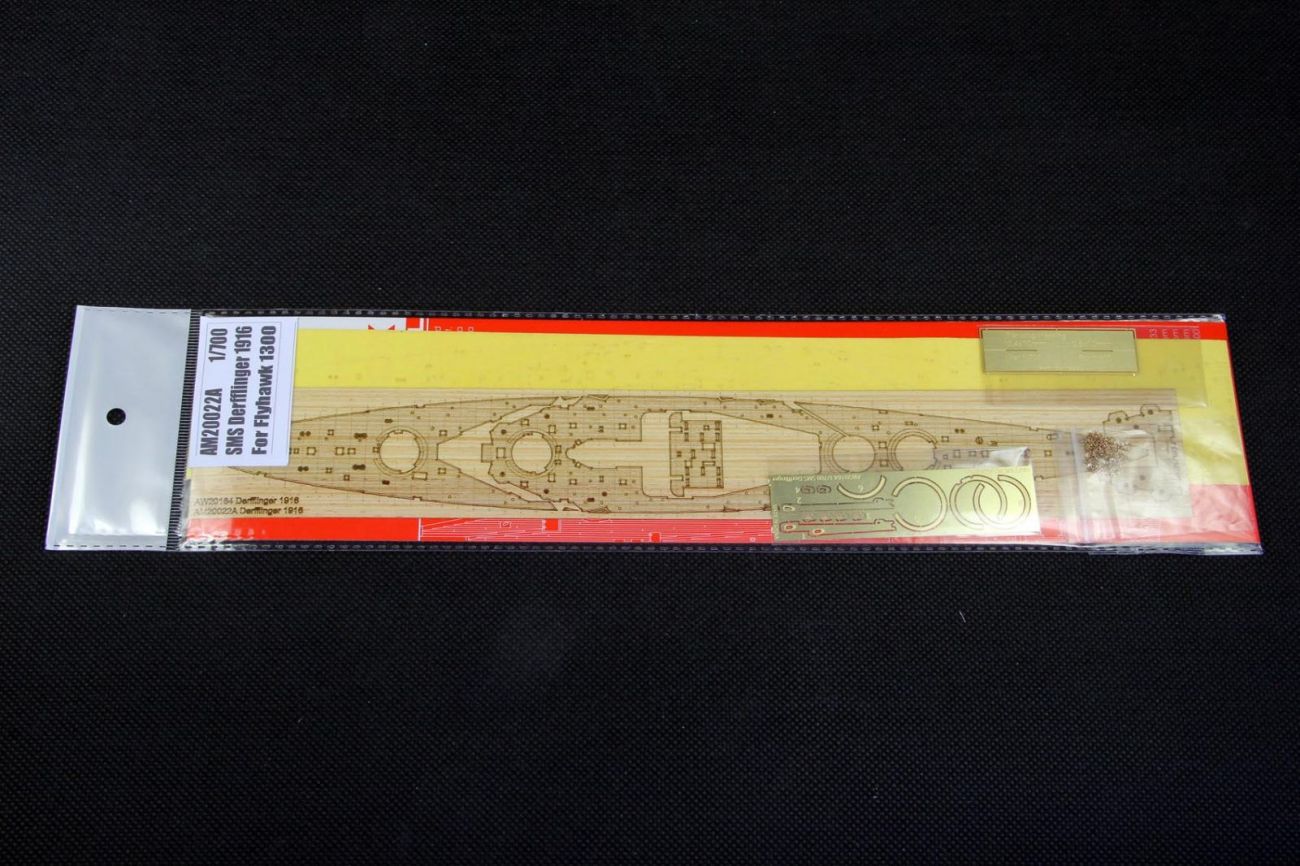 AM20022A 1/700
SMS Derfflinger 1916
For Flyhawk 1300
AW20164 Derfflinger 1916
AM20022A Derfflinger 1916